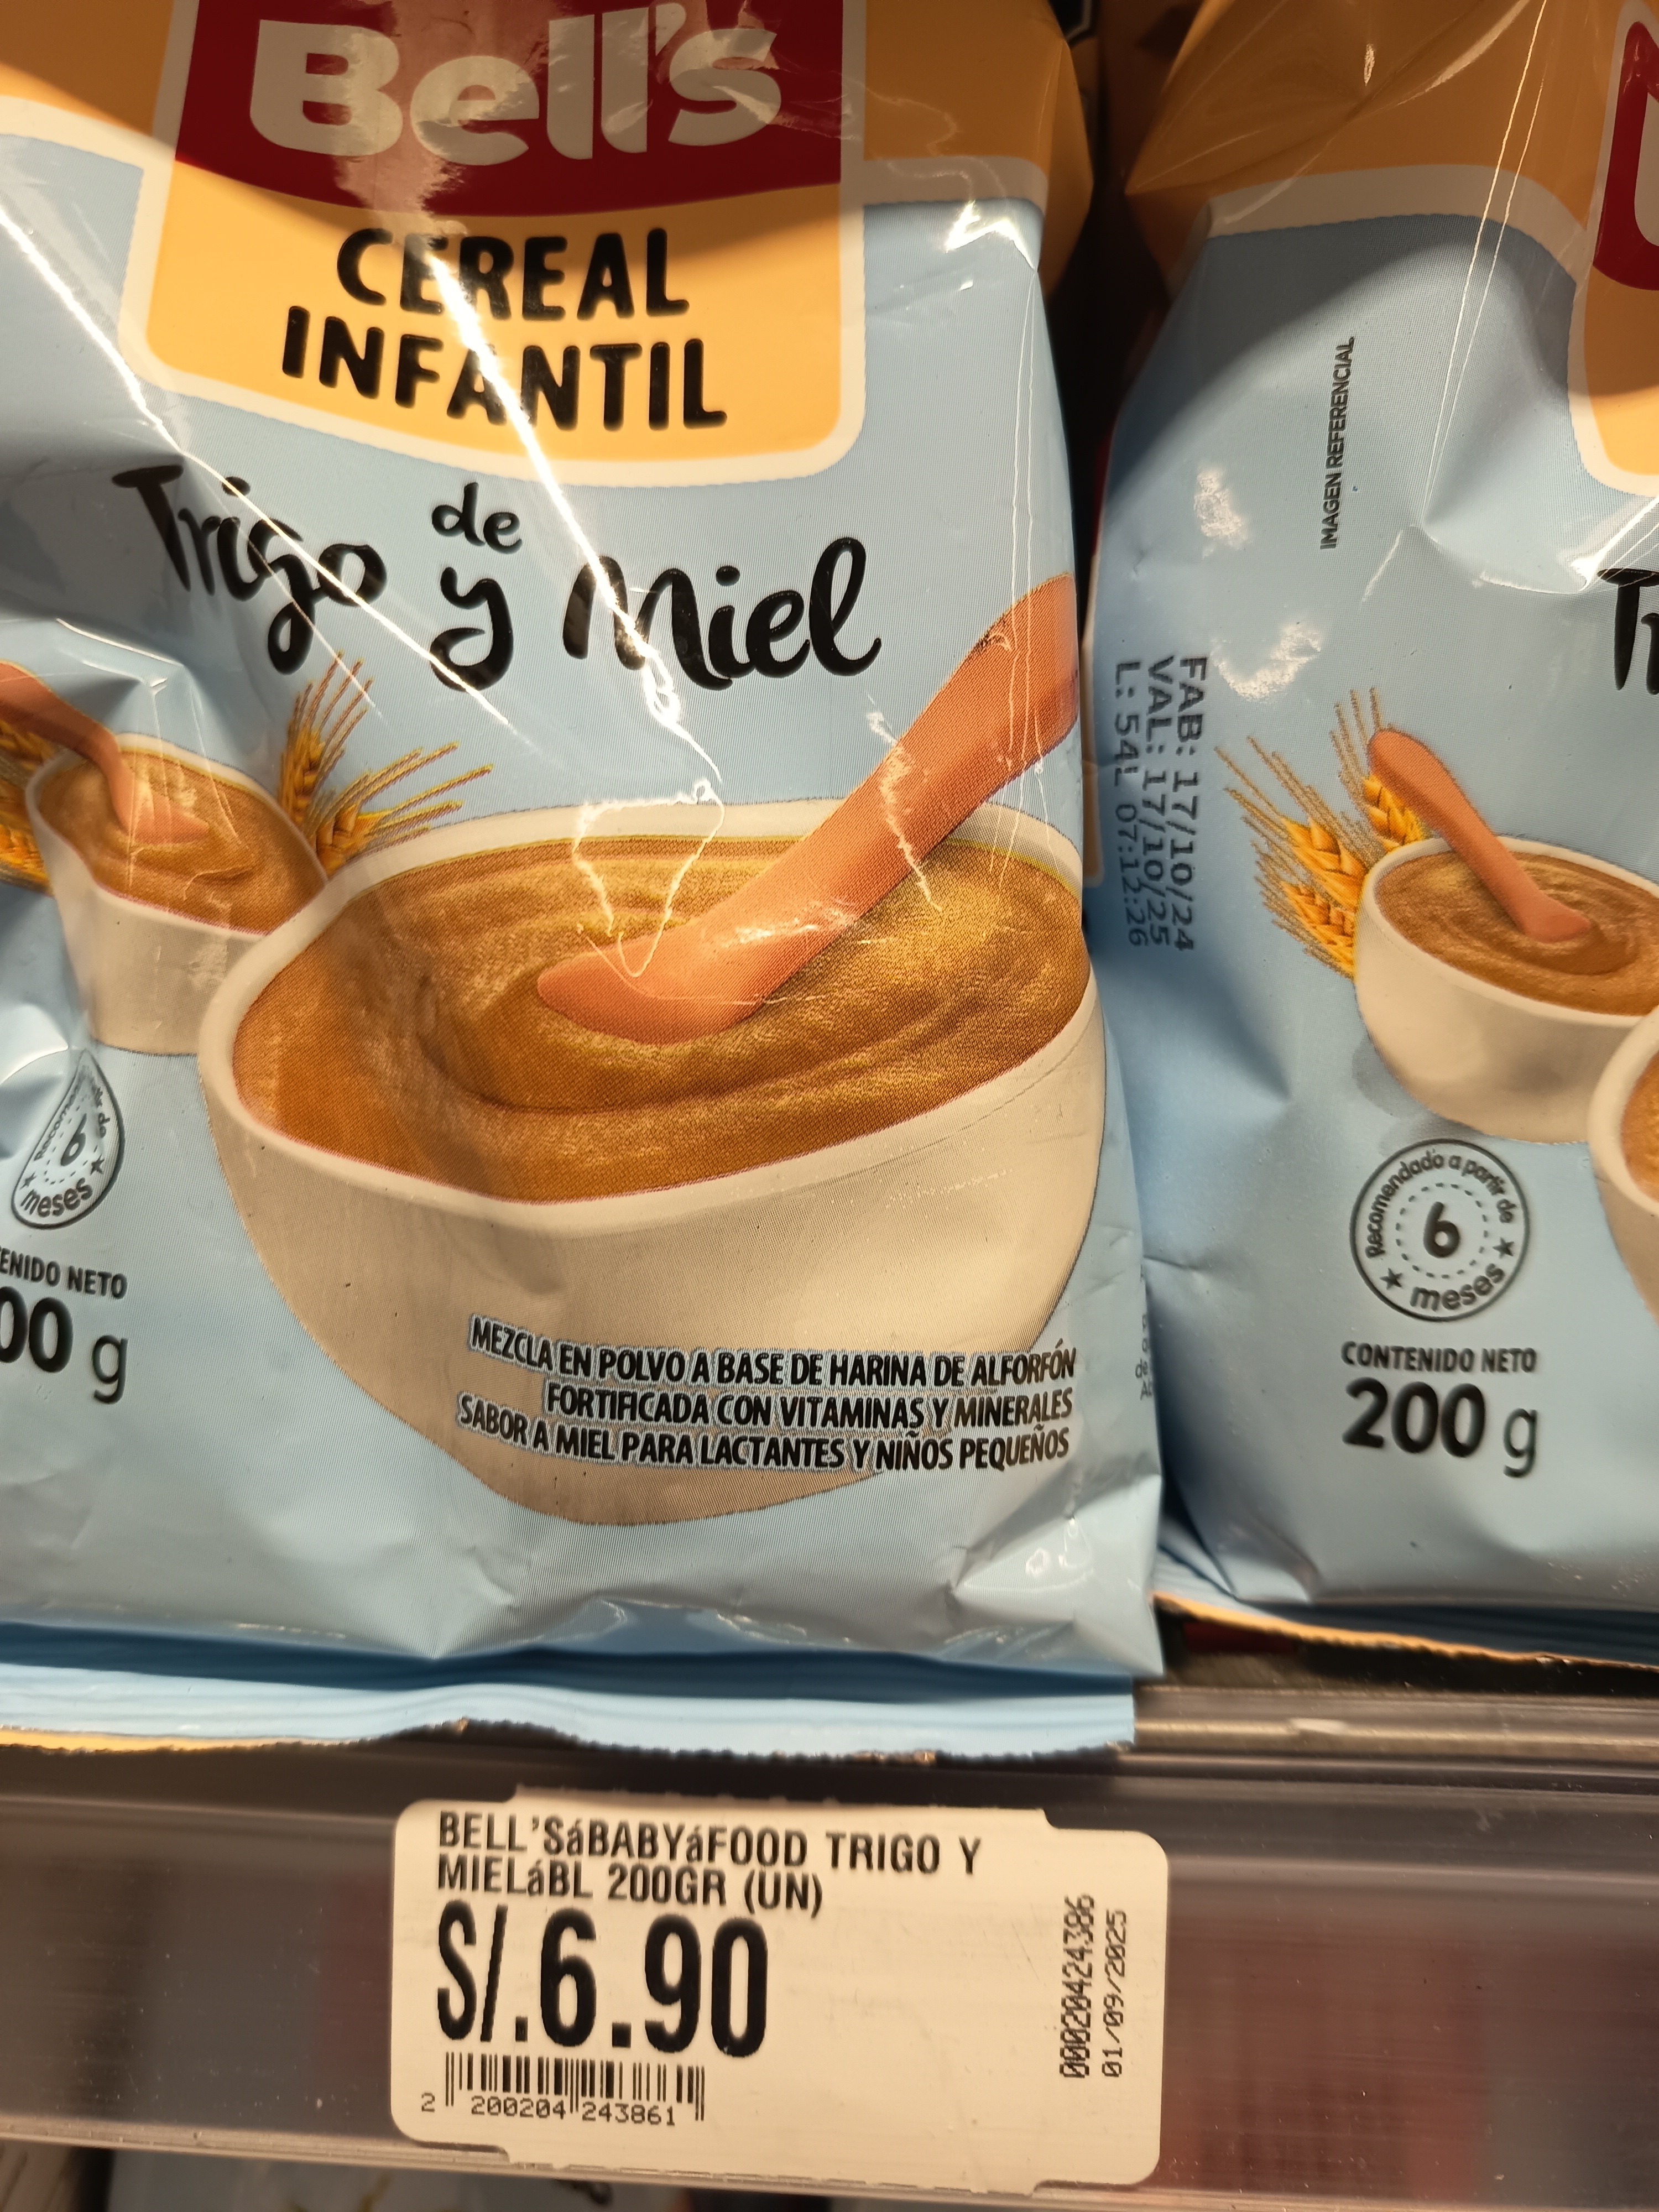 Bell's
CEREAL
INFANTIL
de
Trigo y Miel
6
meses
ENIDO NETO
00 g
MEZCLA EN POLVO A BASE DE HARINA DE ALFORFÓN
FORTIFICADA CON VITAMINAS Y MINERALES
SABOR A MIEL PARA LACTANTES Y NIÑOS PEQUEÑOS
IMAGEN REFERENCIAL
FAB: 17/10/24
VAL: 17/10/25
L: 54L 07:12:26
Tr
Recomendado a partir de
6
meses
CONTENIDO NETO
200 g
BELL'SáBABYáFOOD TRIGO Y
MIELáBL 200GR (UN)
S/.6.90
2 200204 243861
0002042424386
01/09/2025